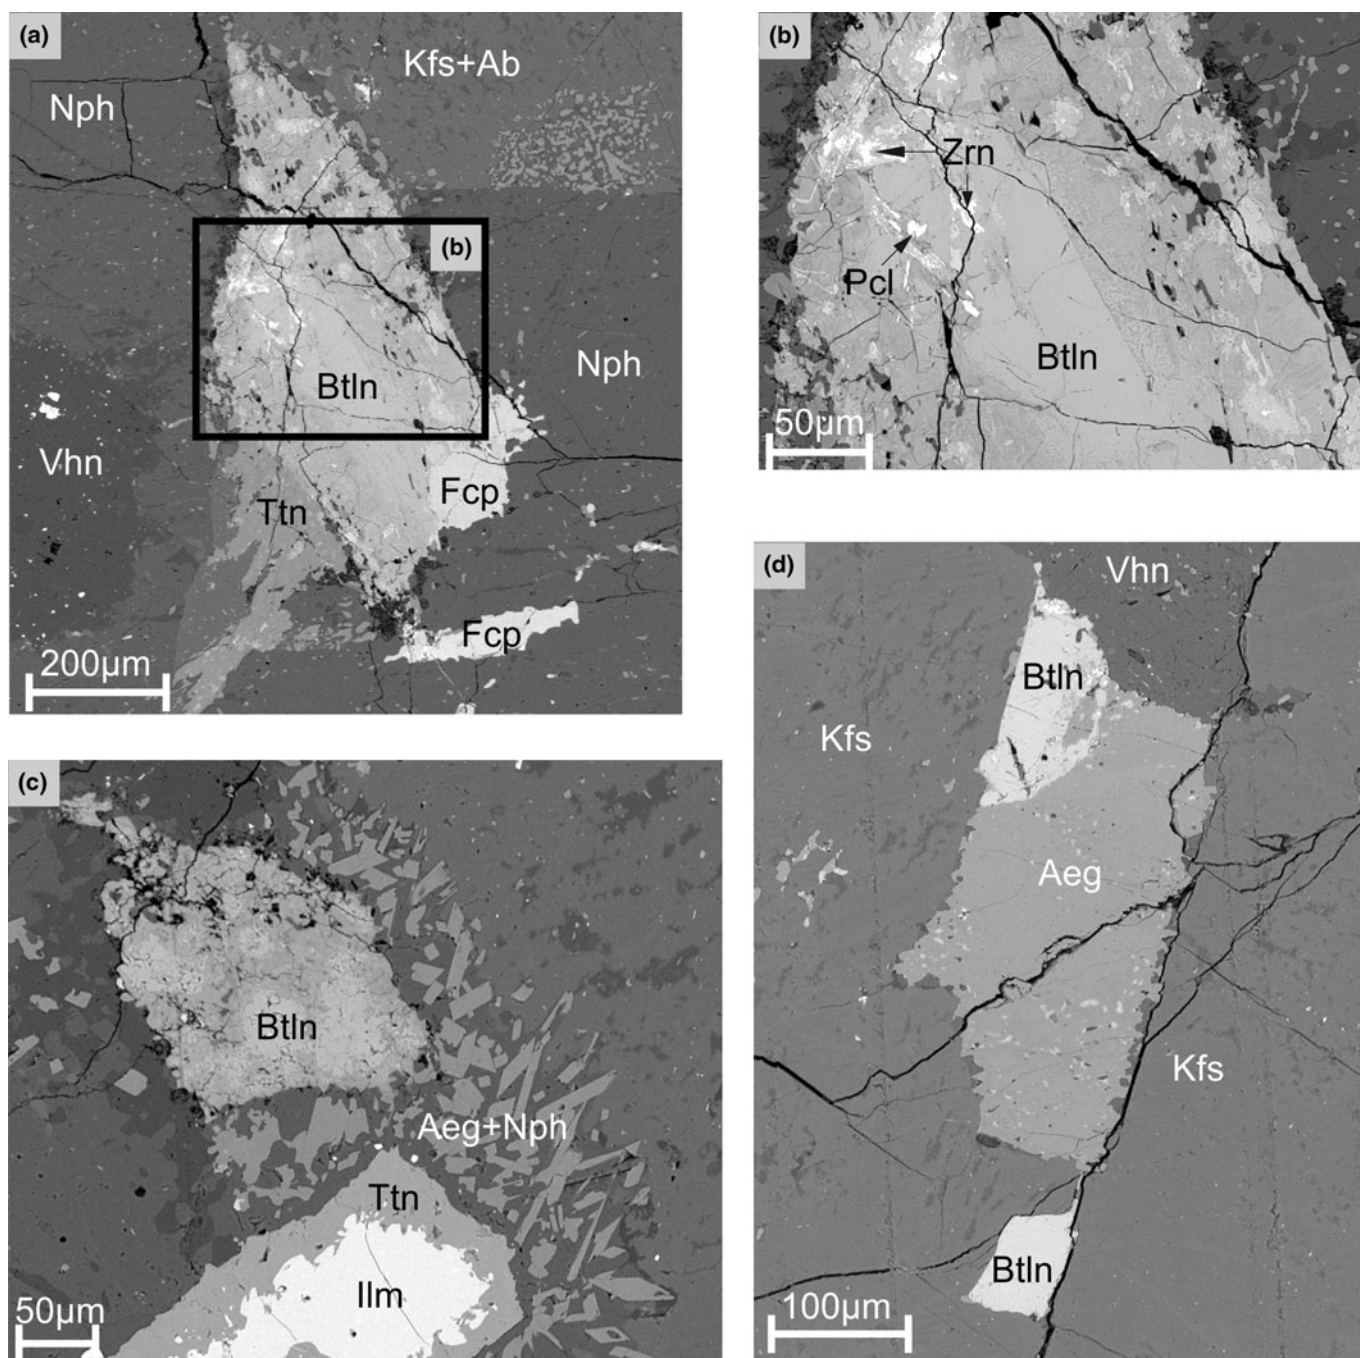 (a)
Kfs+Ab
Nph
(b)
Btln
Nph
Vhn
Fcp
Ttn
Fcp
200μm
(b)
Zrn
Pcl
Btln
50μm
(c)
Btln
Aeg+Nph
Ttn
Ilm
50μm
(d)
Vhn
Btln
Kfs
Aeg
Kfs
Btln
100μm